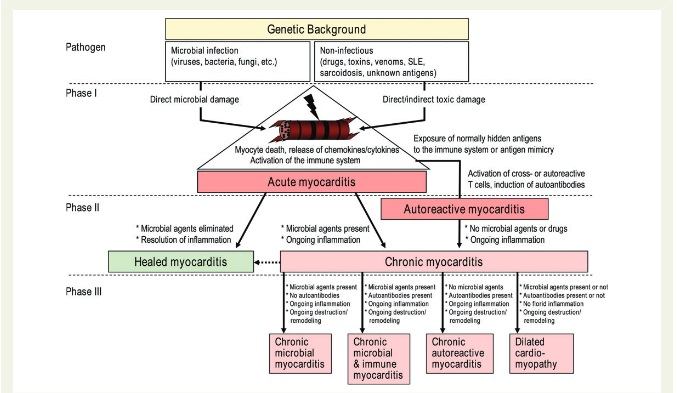 Genetic Background
Pathogen
Microbial infection
(viruses, bacteria, fungi, etc.)
Non-infectious
(drugs, toxins, venoms, SLE,
sarcoidosis, unknown antigens)
Phase I
Direct microbial damage
Direct/indirect toxic damage
Myocyte death, release of chemokines/cytokines
Activation of the immune system
Exposure of normally hidden antigens
to the immune system or antigen mimicry
Acute myocarditis
Activation of cross- or autoreactive
T cells, induction of autoantibodies
Phase II
Autoreactive myocarditis
* Microbial agents eliminated
* Resolution of inflammation
* Microbial agents present
* Ongoing inflammation
* No microbial agents or drugs
* Ongoing inflammation
Healed myocarditis
Chronic myocarditis
Phase III
* Microbial agents present
* No autoantibodies
* Ongoing inflammation
* Ongoing destruction/
remodeling
* Microbial agents present
* Autoantibodies present
* Ongoing inflammation
* Ongoing destruction/
remodeling
* No microbial agents
* Autoantibodies present
* Ongoing inflammation
* Ongoing destruction/
remodeling
* Microbial agents present or not
* Autoantibodies present or not
* No florid inflammation
* Ongoing destruction/
remodeling
Chronic
microbial
myocarditis
Chronic
microbial
& immune
myocarditis
Chronic
autoreactive
myocarditis
Dilated
cardio-
myopathy